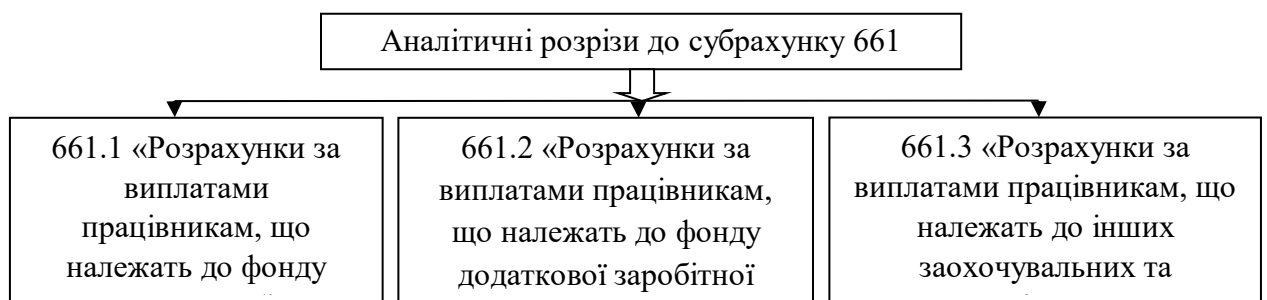 Аналітичні розрізи до субрахунку 661
661.1 «Розрахунки за
виплатами
працівникам, що
належать до фонду
661.2 «Розрахунки за
виплатами працівникам,
що належать до фонду
додаткової заробітної
661.3 «Розрахунки за
виплатами працівникам, що
належать до інших
заохочувальних та